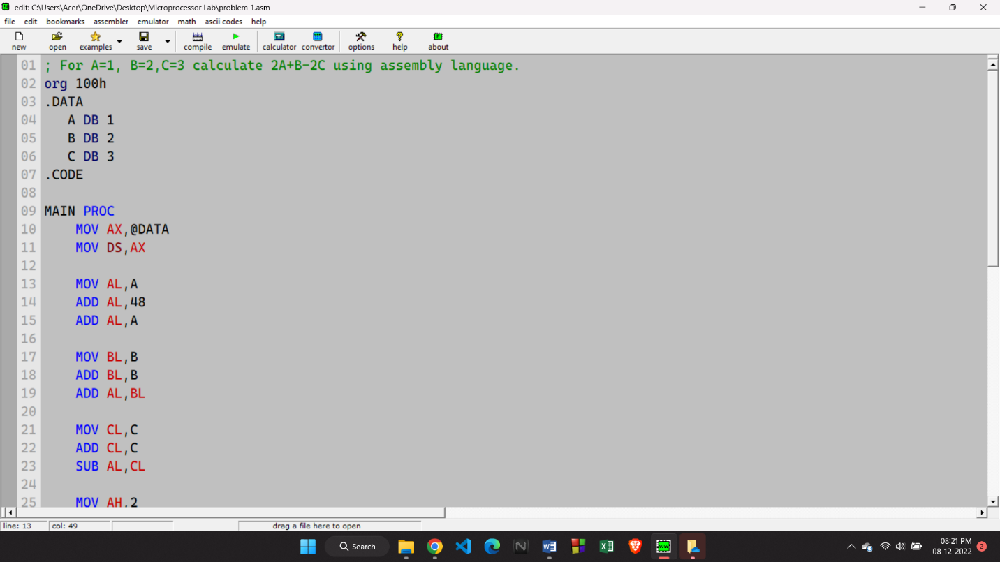 edit: C:\Users\Acer\OneDrive\Desktop\Microprocessor Lab\problem 1.asm
file edit bookmarks assembler emulator math ascii codes help
new open examples save compile emulate calculator convertor options help about
01 ; For A=1, B=2,C=3 calculate 2A+B-2C using assembly language.
02 org 100h
03 .DATA
04 A DB 1
05 B DB 2
06 C DB 3
07 .CODE
08
09 MAIN PROC
10 MOV AX,@DATA
11 MOV DS,AX
12
13 MOV AL,A
14 ADD AL,48
15 ADD AL,A
16
17 MOV BL,B
18 ADD BL,B
19 ADD AL,BL
20
21 MOV CL,C
22 ADD CL,C
23 SUB AL,CL
24
25 MOV AH,2
line: 13 col: 49 drag a file here to open
Search
08:21 PM
08-12-2022 2